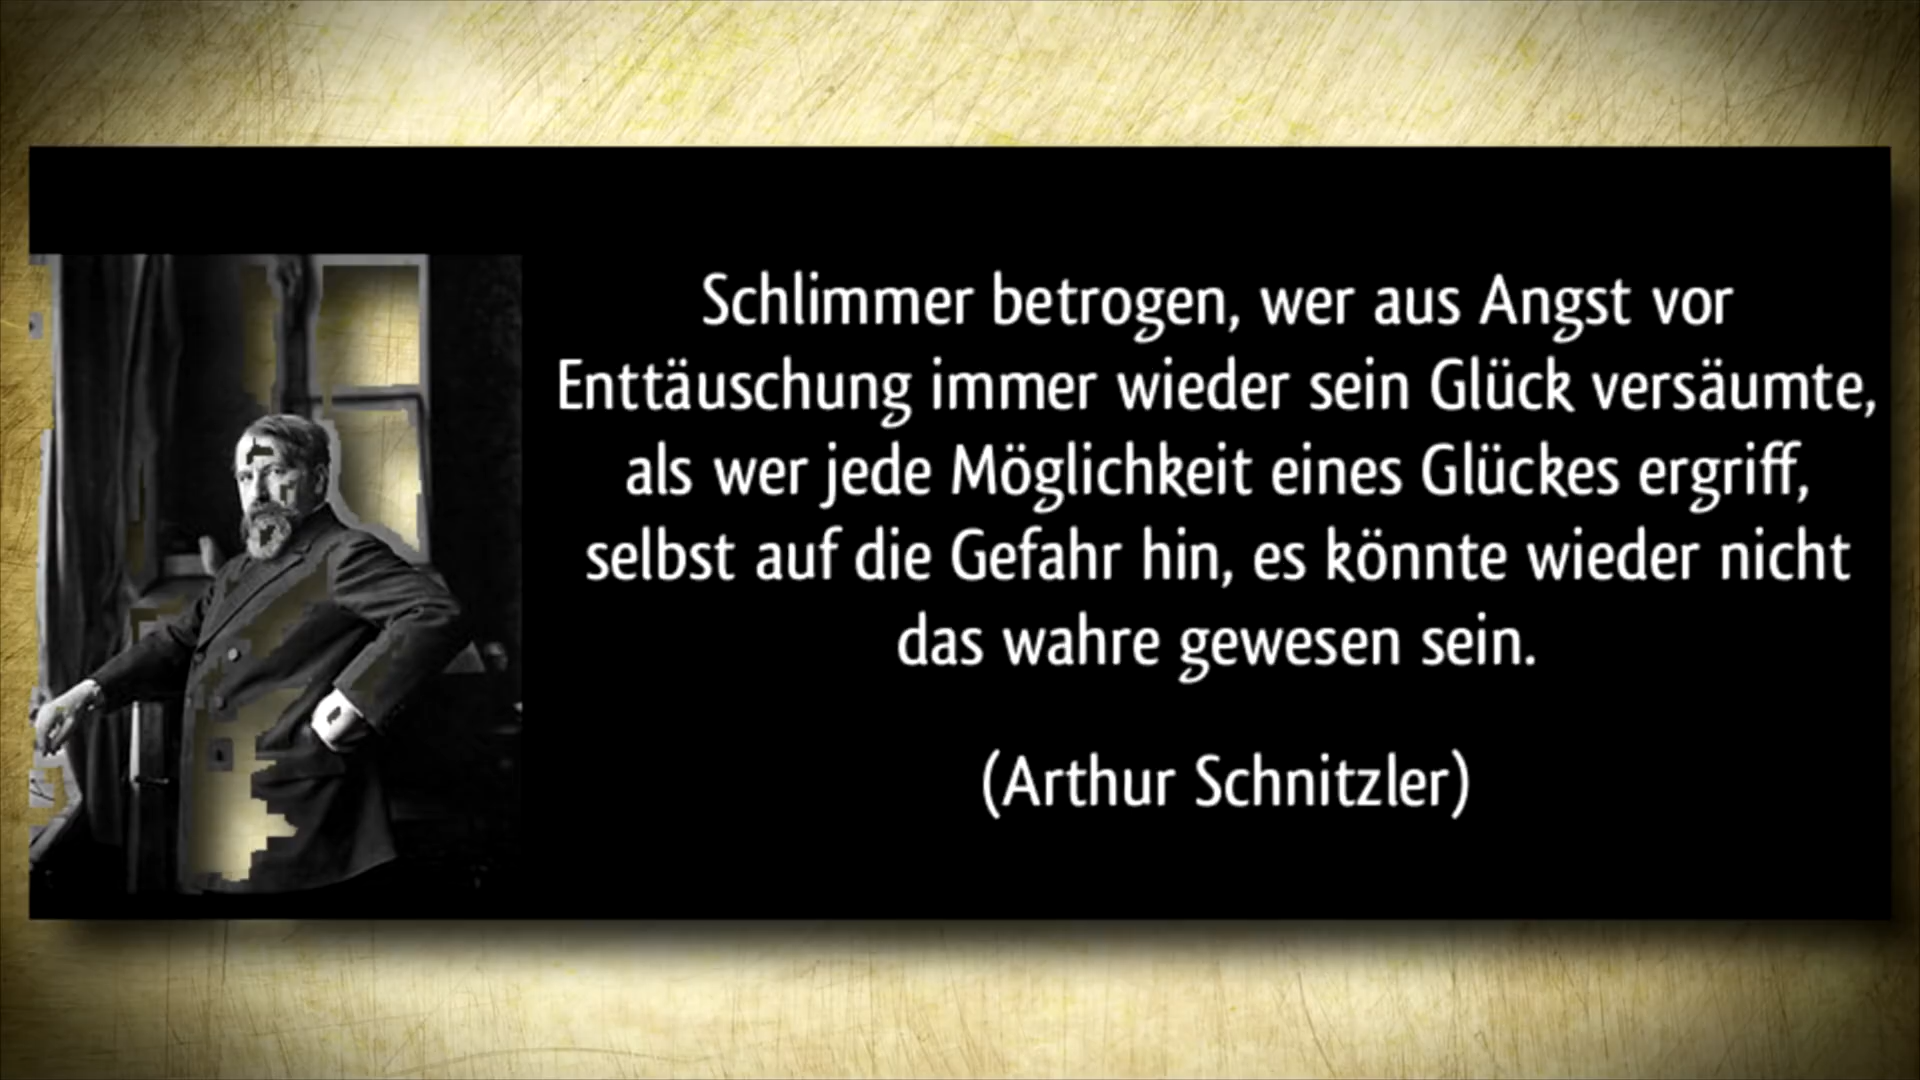 Schlimmer betrogen, wer aus Angst vor
Enttäuschung immer wieder sein Glück versäumte,
als wer jede Möglichkeit eines Glückes ergriff,
selbst auf die Gefahr hin, es könnte wieder nicht
das wahre gewesen sein.
(Arthur Schnitzler)